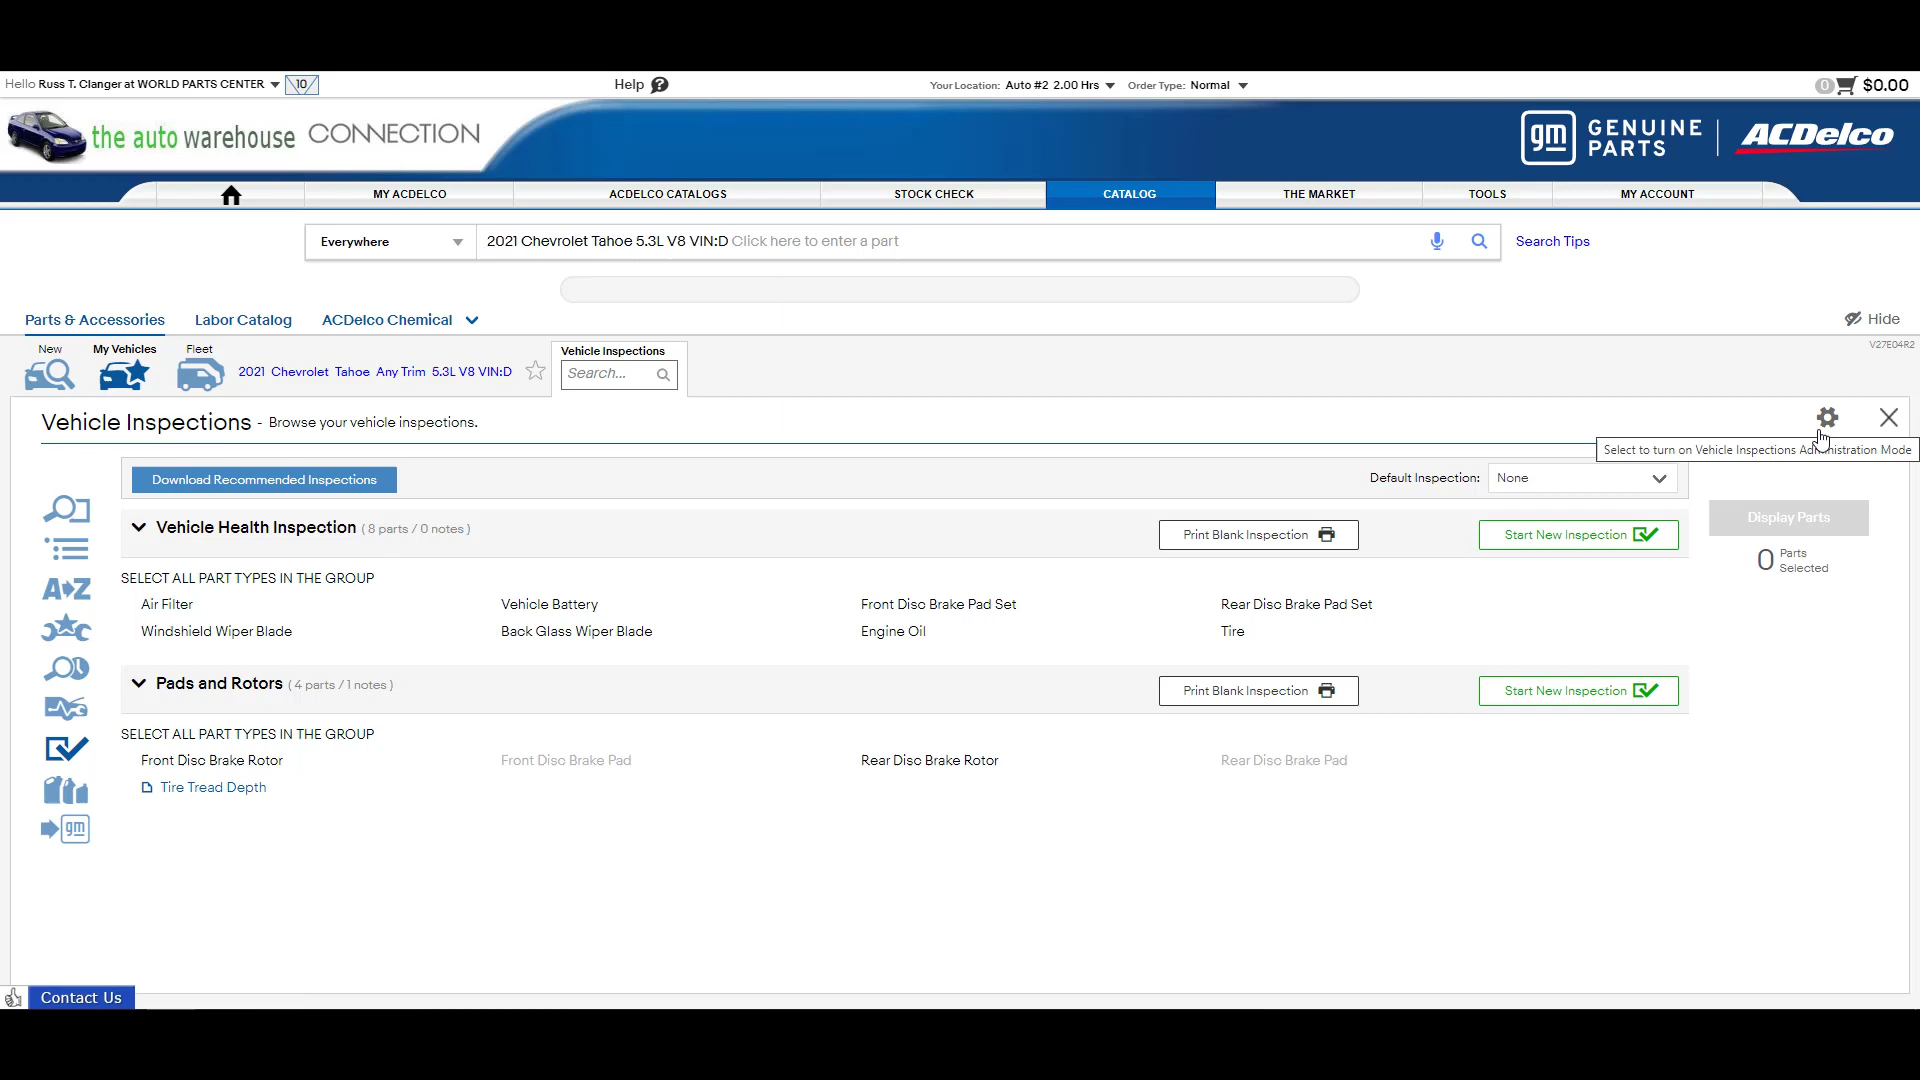 Hello Russ T. Clanger at WORLD PARTS CENTER 10 Help ? Your Location: Auto #2 2.00 Hrs Order Type: Normal 0 $0.00
the auto warehouse CONNECTION
gm GENUINE PARTS ACDelco
MY ACDELCO ACDELCO CATALOGS STOCK CHECK CATALOG THE MARKET TOOLS MY ACCOUNT
Everywhere 2021 Chevrolet Tahoe 5.3L V8 VIN:D Click here to enter a part Search Tips
Parts & Accessories Labor Catalog ACDelco Chemical Hide
V27E04R2
New My Vehicles Fleet Vehicle Inspections
2021 Chevrolet Tahoe Any Trim 5.3L V8 VIN:D Search...
Vehicle Inspections - Browse your vehicle inspections.
Select to turn on Vehicle Inspections Administration Mode
Download Recommended Inspections Default Inspection: None
Display Parts
Vehicle Health Inspection ( 8 parts / 0 notes ) Print Blank Inspection Start New Inspection
0 Parts Selected
SELECT ALL PART TYPES IN THE GROUP
Air Filter Vehicle Battery Front Disc Brake Pad Set Rear Disc Brake Pad Set
A Z
Windshield Wiper Blade Back Glass Wiper Blade Engine Oil Tire
Pads and Rotors ( 4 parts / 1 notes ) Print Blank Inspection Start New Inspection
SELECT ALL PART TYPES IN THE GROUP
Front Disc Brake Rotor Front Disc Brake Pad Rear Disc Brake Rotor Rear Disc Brake Pad
Tire Tread Depth
gm
Contact Us